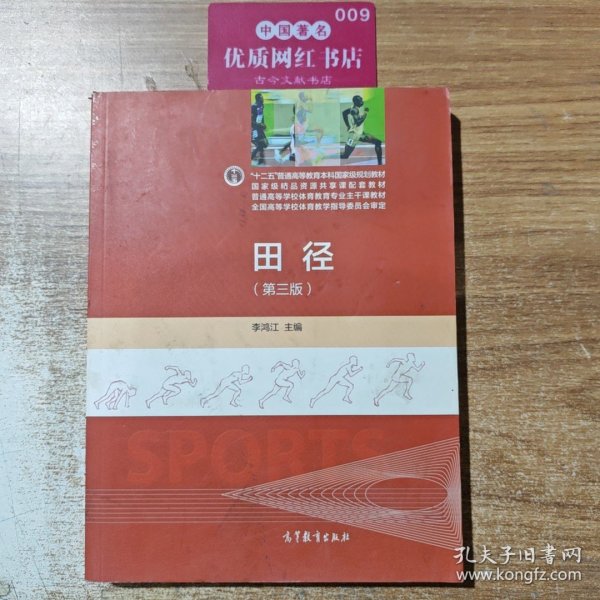 009
中国著名
优质网红书店
古今文献书店
“十二五”普通高等教育本科国家级规划教材
国家级精品资源共享课配套教材
普通高等学校体育教育专业主干课教材
全国高等学校体育教学指导委员会审定
田径
（第三版）
李鸿江 主编
SPORTS
高等教育出版社
孔夫子旧书网
www.kongfz.com